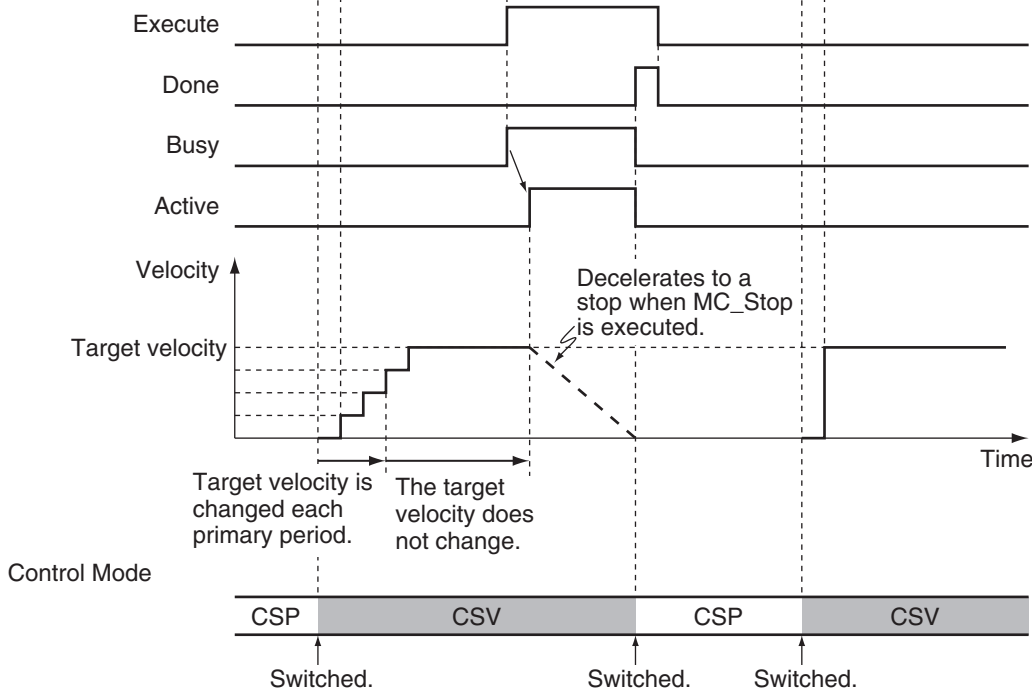 Execute
Done
Busy
Active
Velocity
Decelerates to a
stop when MC_Stop
is executed.
Target velocity
Time
Target velocity is
changed each
primary period.
The target
velocity does
not change.
Control Mode
CSP CSV CSP CSV
Switched. Switched. Switched.